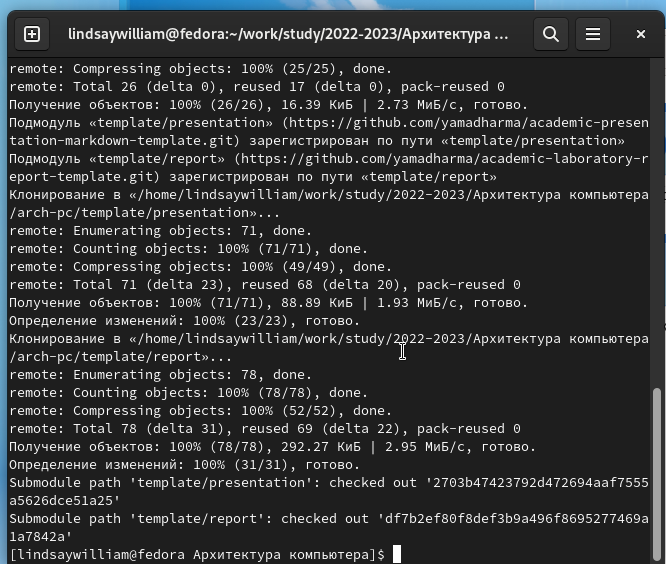 lindsaywilliam@fedora:~/work/study/2022-2023/Архитектура ...
remote: Compressing objects: 100% (25/25), done.
remote: Total 26 (delta 0), reused 17 (delta 0), pack-reused 0
Получение объектов: 100% (26/26), 16.39 КиБ | 2.73 МиБ/с, готово.
Подмодуль «template/presentation» (https://github.com/yamadharma/academic-presen
tation-markdown-template.git) зарегистрирован по пути «template/presentation»
Подмодуль «template/report» (https://github.com/yamadharma/academic-laboratory-r
eport-template.git) зарегистрирован по пути «template/report»
Клонирование в «/home/lindsaywilliam/work/study/2022-2023/Архитектура компьютера
/arch-pc/template/presentation»...
remote: Enumerating objects: 71, done.
remote: Counting objects: 100% (71/71), done.
remote: Compressing objects: 100% (49/49), done.
remote: Total 71 (delta 23), reused 68 (delta 20), pack-reused 0
Получение объектов: 100% (71/71), 88.89 КиБ | 1.93 МиБ/с, готово.
Определение изменений: 100% (23/23), готово.
Клонирование в «/home/lindsaywilliam/work/study/2022-2023/Архитектура компьютера
/arch-pc/template/report»...
remote: Enumerating objects: 78, done.
remote: Counting objects: 100% (78/78), done.
remote: Compressing objects: 100% (52/52), done.
remote: Total 78 (delta 31), reused 69 (delta 22), pack-reused 0
Получение объектов: 100% (78/78), 292.27 КиБ | 2.95 МиБ/с, готово.
Определение изменений: 100% (31/31), готово.
Submodule path 'template/presentation': checked out '2703b47423792d472694aaf7555
a5626dce51a25'
Submodule path 'template/report': checked out 'df7b2ef80f8def3b9a496f8695277469a
1a7842a'
[lindsaywilliam@fedora Архитектура компьютера]$